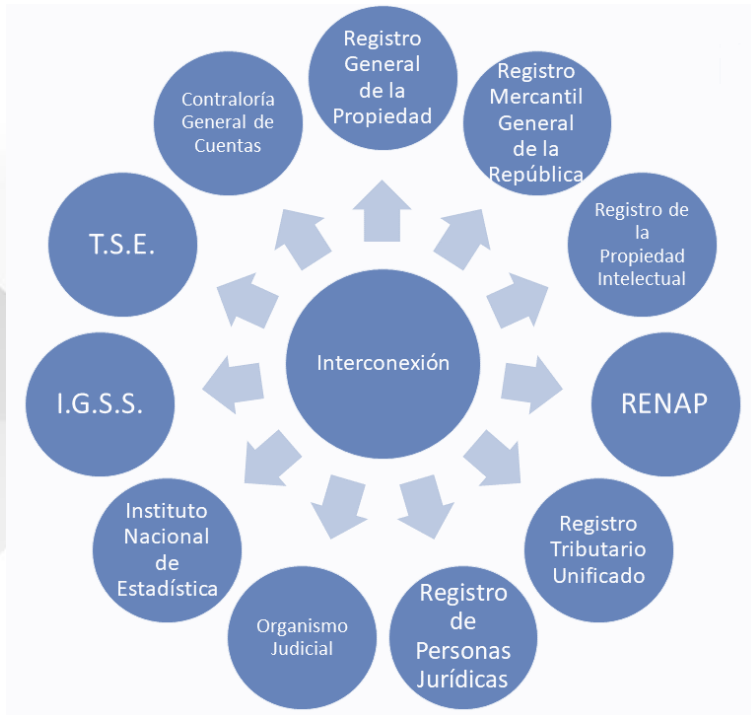 Registro
General
de la
Propiedad
Registro
Mercantil
General
de la
República
Registro de
la
Propiedad
Intelectual
RENAP
Registro
Tributario
Unificado
Registro
de
Personas
Jurídicas
Organismo
Judicial
Instituto
Nacional
de
Estadística
I.G.S.S.
T.S.E.
Contraloría
General de
Cuentas
Interconexión